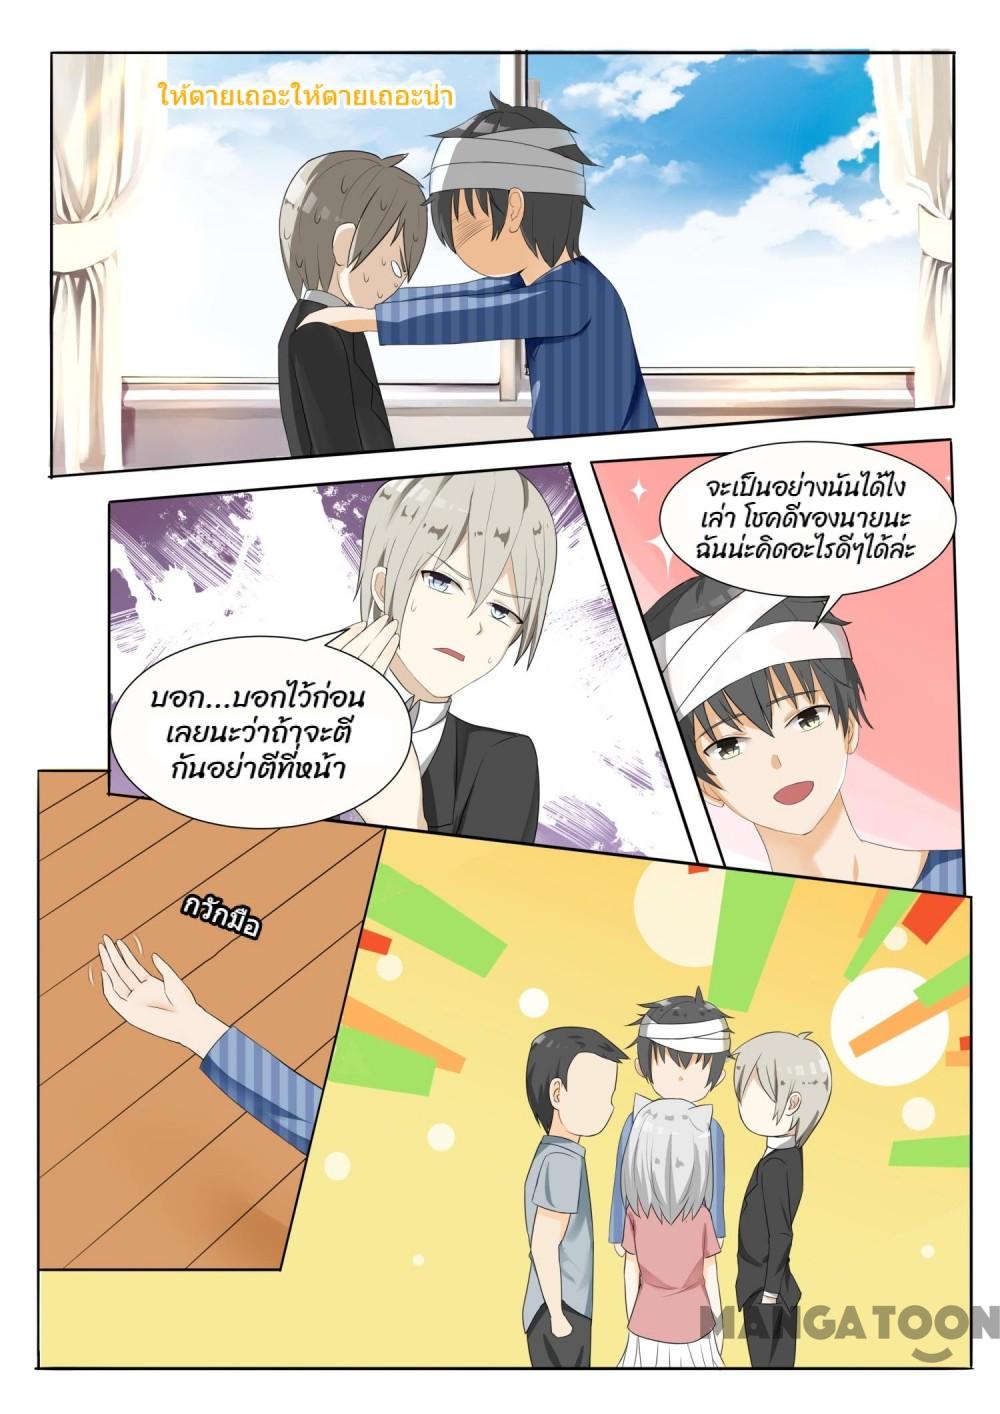 ให้ตายเถอะให้ตายเถอะน่า
จะเป็นอย่างนันได้ไง
เล่า โชคดีของนายนะ
ฉันน่ะคิดอะไรดีๆได้ล่ะ
บอก...บอกไว้ก่อน
เลยนะว่าถ้าจะตี
กันอย่าตีที่หน้า
กวักมือ
MANGATOON